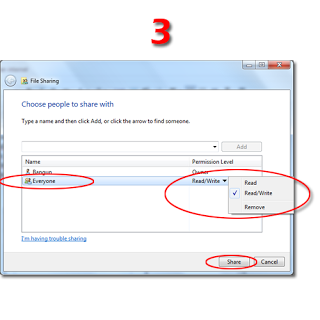 3
File Sharing
Choose people to share with
Type a name and then click Add, or click the arrow to find someone.
Add
Name Permission Level
Bangun Owner
Everyone Read/Write
Read
Read/Write
Remove
I'm having trouble sharing
Share Cancel